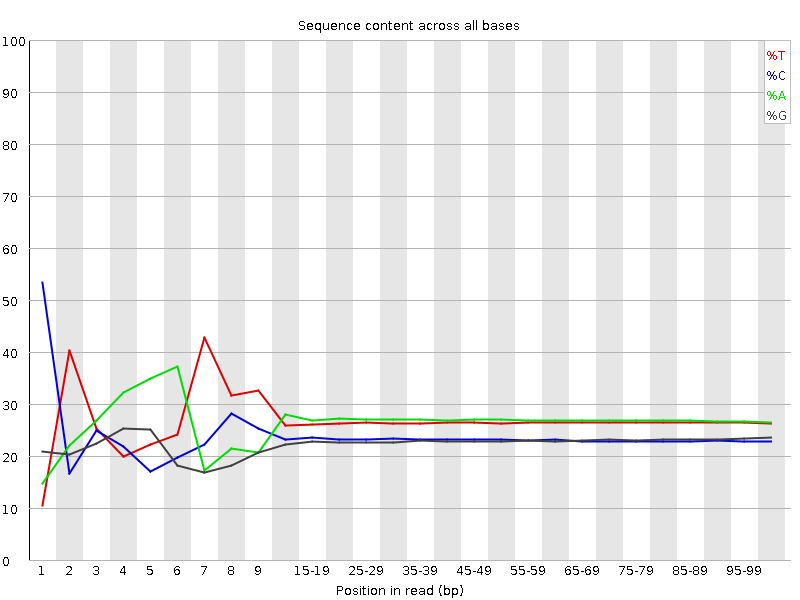 Sequence content across all bases
100
90
80
70
60
50
40
30
20
10
0
%T
%C
%A
%G
1 2 3 4 5 6 7 8 9 15-19 25-29 35-39 45-49 55-59 65-69 75-79 85-89 95-99
Position in read (bp)